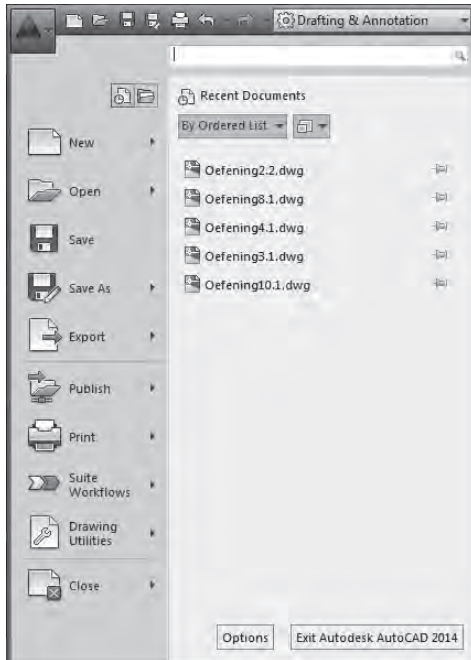 Drafting & Annotation
Recent Documents
By Ordered List
New
Open
Save
Save As
Export
Publish
Print
Suite
Workflows
Drawing
Utilities
Close
Oefening2.2.dwg
Oefening8.1.dwg
Oefening4.1.dwg
Oefening3.1.dwg
Oefening10.1.dwg
Options
Exit Autodesk AutoCAD 2014